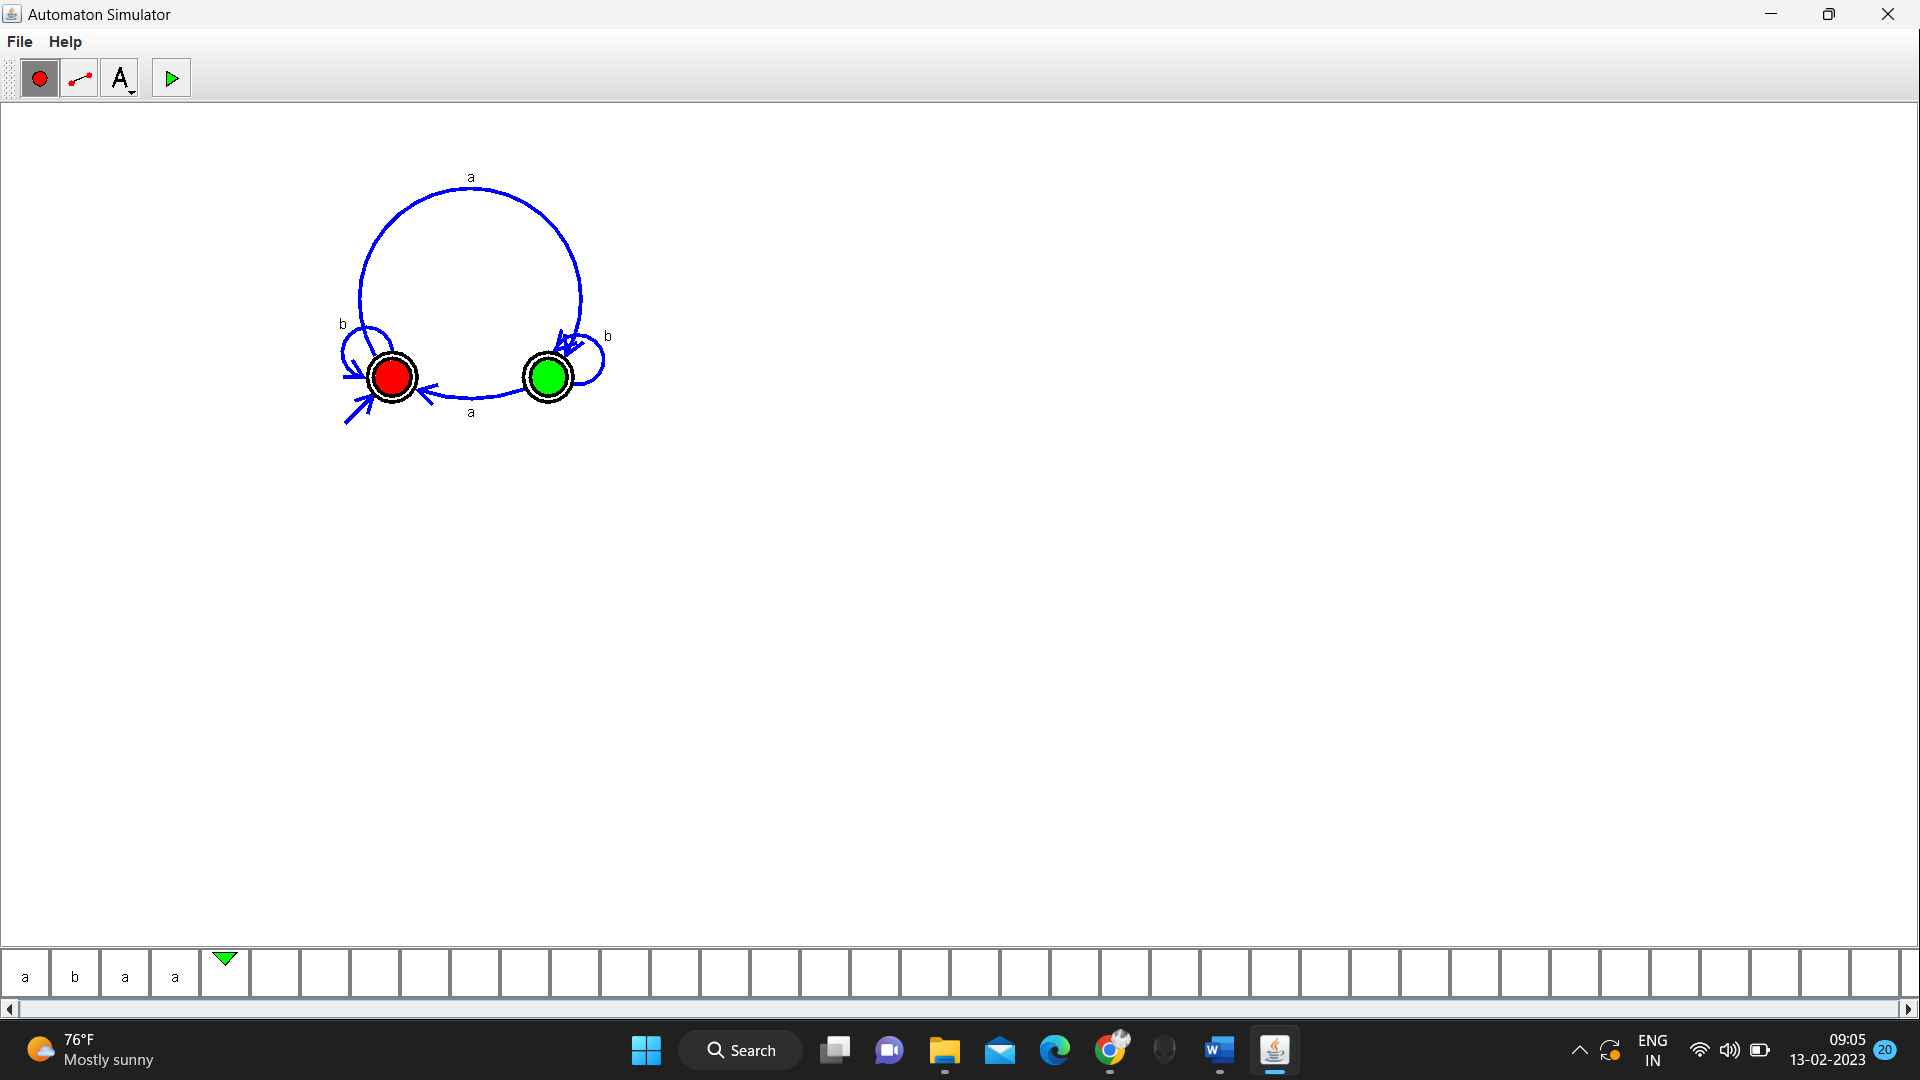 Automaton Simulator
File Help
A
a
b
b
a
a b a a
76°F
Mostly sunny
Search
W
ENG
IN
09:05
13-02-2023
20